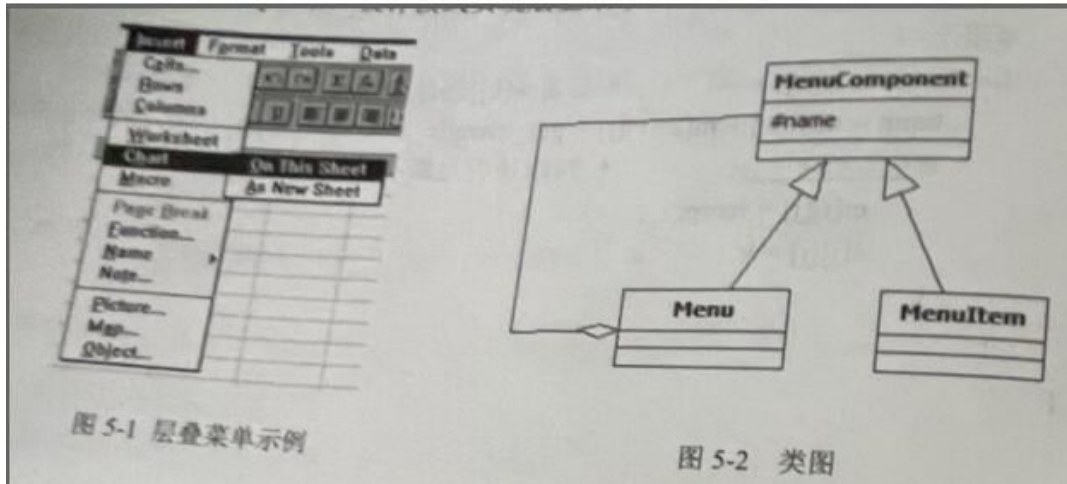 Insert Format Tools Data
Cells...
Rows
Columns
Worksheet
Chart
On This Sheet
As New Sheet
Macro
Page Break
Function...
Name
Note...
Picture...
Map...
Object...
图 5-1 层叠菜单示例
MenuComponent
#name
Menu
MenuItem
图 5-2 类图